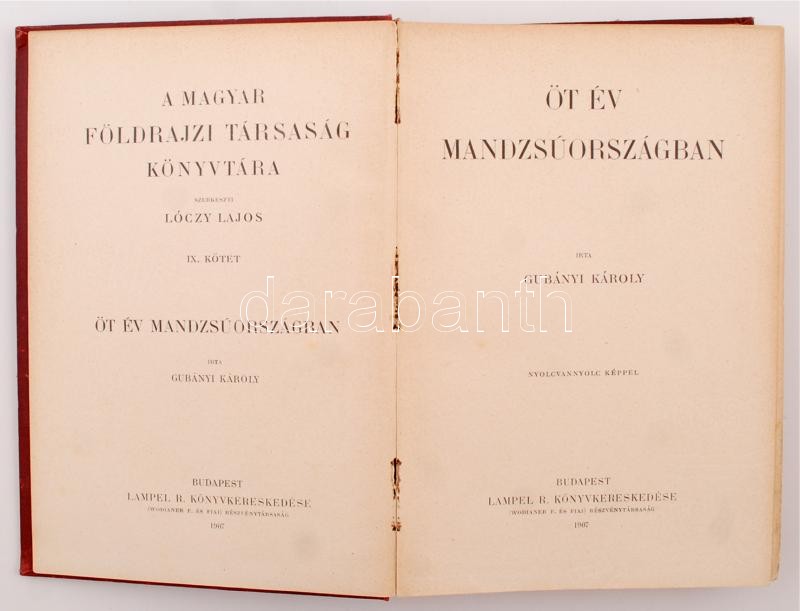 A MAGYAR
FÖLDRAJZI TÁRSASÁG
KÖNYVTÁRA
SZERKESZTI
LÓCZY LAJOS
IX. KÖTET
ÖT ÉV MANDZSÚORSZÁGBAN
IRTA
GUBÁNYI KÁROLY
BUDAPEST
LAMPEL R. KÖNYVKERESKEDÉSE
(WODIANER F. ÉS FIAI) RÉSZVÉNYTÁRSASÁG
1907
ÖT ÉV
MANDZSÚORSZÁGBAN
IRTA
GUBÁNYI KÁROLY
NYOLCVANNYOLC KÉPPEL
BUDAPEST
LAMPEL R. KÖNYVKERESKEDÉSE
(WODIANER F. ÉS FIAI) RÉSZVÉNYTÁRSASÁG
1907
darabanth